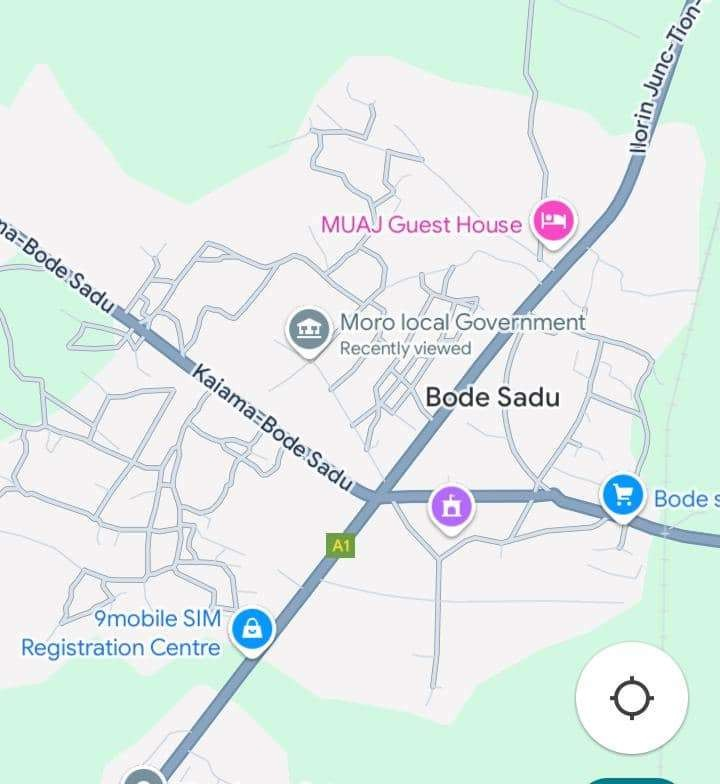 Ilorin Junc-Tion-
MUAJ Guest House
ma=Bode Sadu
Moro local Government
Recently viewed
Kaiama=Bode Sadu
Bode Sadu
Bode s
A1
9mobile SIM
Registration Centre